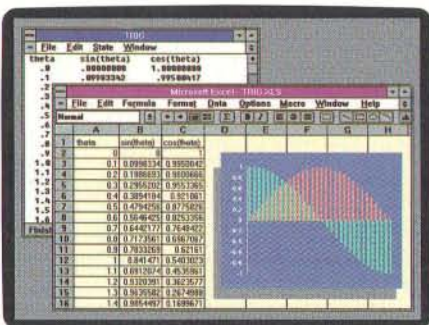 TRIG
File Edit State Window
theta sin(theta) cos(theta)
.0 .00000000 1.00000000
.1 .09983342 .99500417
.2
.3
.4
.5
.6
.7
.8
.9
1.0
1.1
1.2
1.3
1.4
1.5
Finish
Microsoft Excel - TRIG.XLS
File Edit Formula Format Data Options Macro Window Help
Normal
A B C D E F G H
1 theta sin(theta) cos(theta)
2 0 0 1
3 0.1 0.0998334 0.9950042
4 0.2 0.1986693 0.9800666
5 0.3 0.2955202 0.9553365
6 0.4 0.3894184 0.921061
7 0.5 0.4794256 0.8775826
8 0.6 0.5646425 0.8253356
9 0.7 0.6442177 0.7648422
10 0.8 0.7173561 0.6967067
11 0.9 0.7833269 0.62161
12 1 0.841471 0.5403023
13 1.1 0.8912074 0.4535961
14 1.2 0.9320391 0.3623577
15 1.3 0.9635582 0.2674988
16 1.4 0.9854497 0.1699671